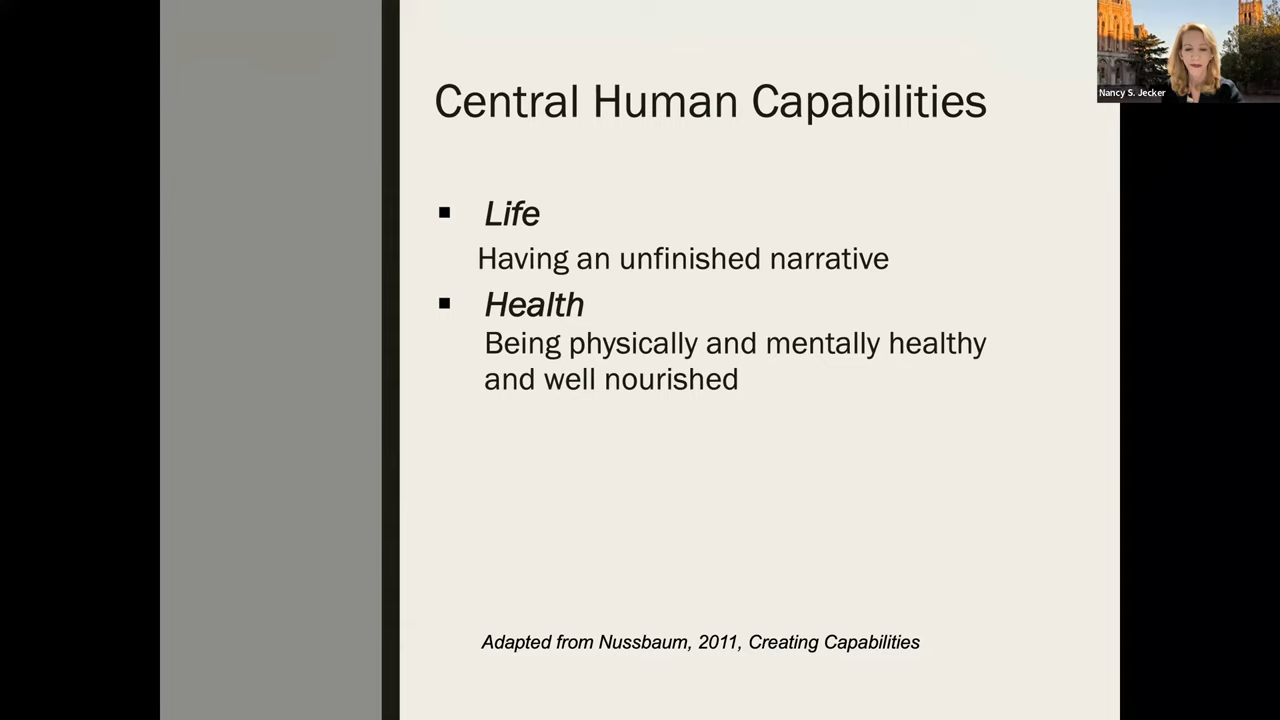 Central Human Capabilities
▪ Life
Having an unfinished narrative
▪ Health
Being physically and mentally healthy
and well nourished
Adapted from Nussbaum, 2011, Creating Capabilities
Nancy S. Jecker